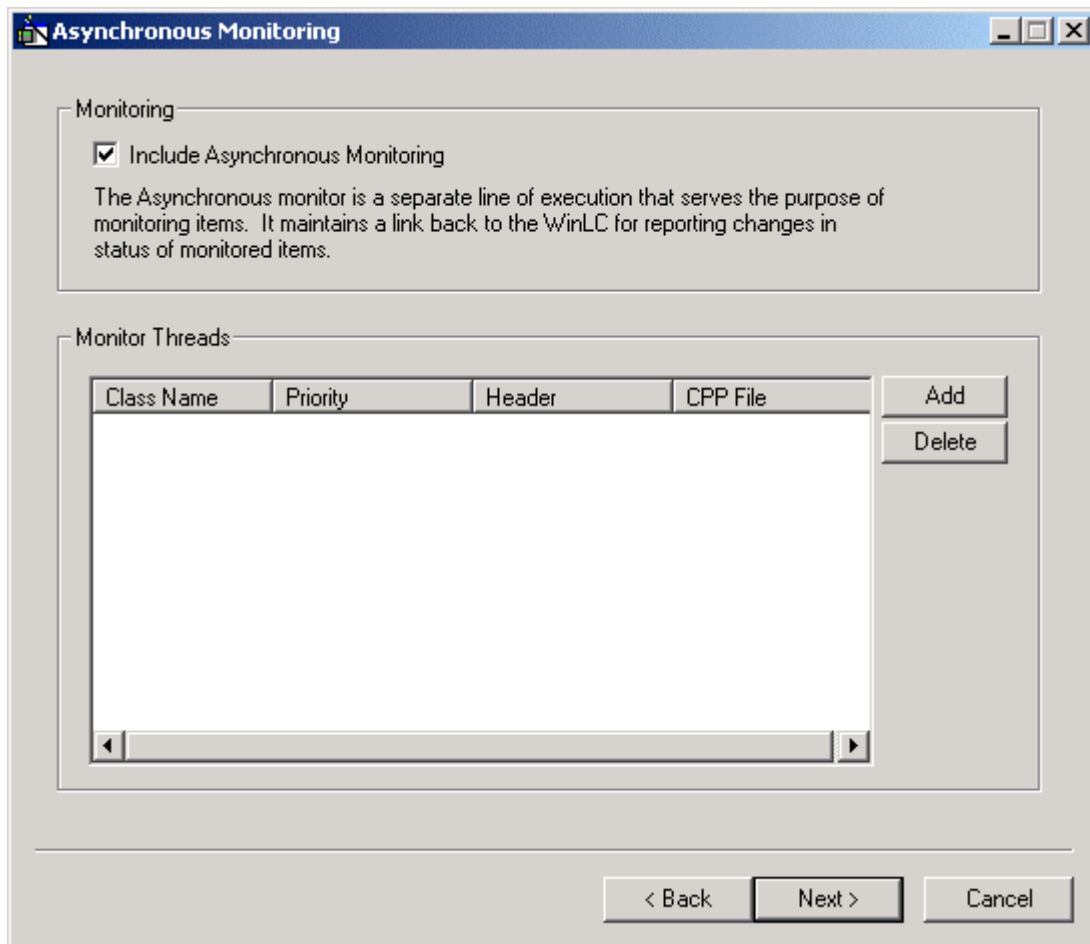 Asynchronous Monitoring
Monitoring
Include Asynchronous Monitoring
The Asynchronous monitor is a separate line of execution that serves the purpose of
monitoring items. It maintains a link back to the WinLC for reporting changes in
status of monitored items.
Monitor Threads
Class Name Priority Header CPP File
Add
Delete
< Back Next > Cancel